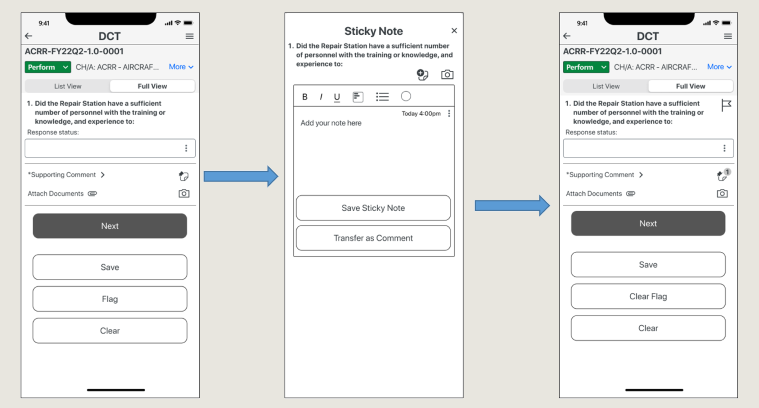 9:41
DCT
ACRR-FY22Q2-1.0-0001
Perform CH/A: ACRR - AIRCRAF... More
List View Full View
1. Did the Repair Station have a sufficient
number of personnel with the training or
knowledge, and experience to:
Response status:
*Supporting Comment >
Attach Documents
Next
Save
Flag
Clear
Sticky Note ×
1. Did the Repair Station have a sufficient number
of personnel with the training or knowledge, and
experience to:
B I U
Today 4:00pm
Add your note here
Save Sticky Note
Transfer as Comment
9:41
DCT
ACRR-FY22Q2-1.0-0001
Perform CH/A: ACRR - AIRCRAF... More
List View Full View
1. Did the Repair Station have a sufficient
number of personnel with the training or
knowledge, and experience to:
Response status:
*Supporting Comment > 1
Attach Documents
Next
Save
Clear Flag
Clear